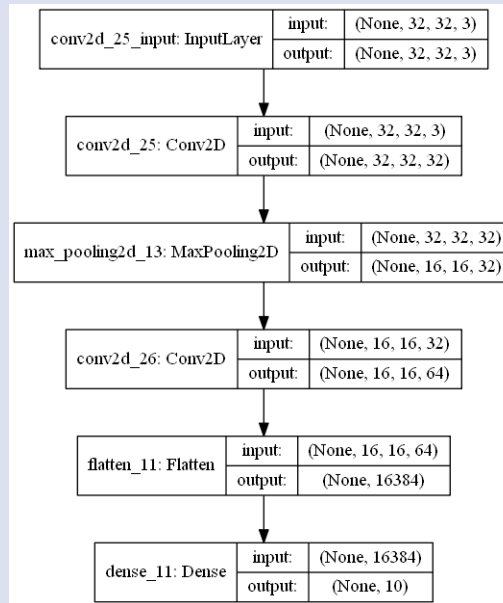 conv2d_25_input: InputLayer
input: (None, 32, 32, 3)
output: (None, 32, 32, 3)
conv2d_25: Conv2D
input: (None, 32, 32, 3)
output: (None, 32, 32, 32)
max_pooling2d_13: MaxPooling2D
input: (None, 32, 32, 32)
output: (None, 16, 16, 32)
conv2d_26: Conv2D
input: (None, 16, 16, 32)
output: (None, 16, 16, 64)
flatten_11: Flatten
input: (None, 16, 16, 64)
output: (None, 16384)
dense_11: Dense
input: (None, 16384)
output: (None, 10)